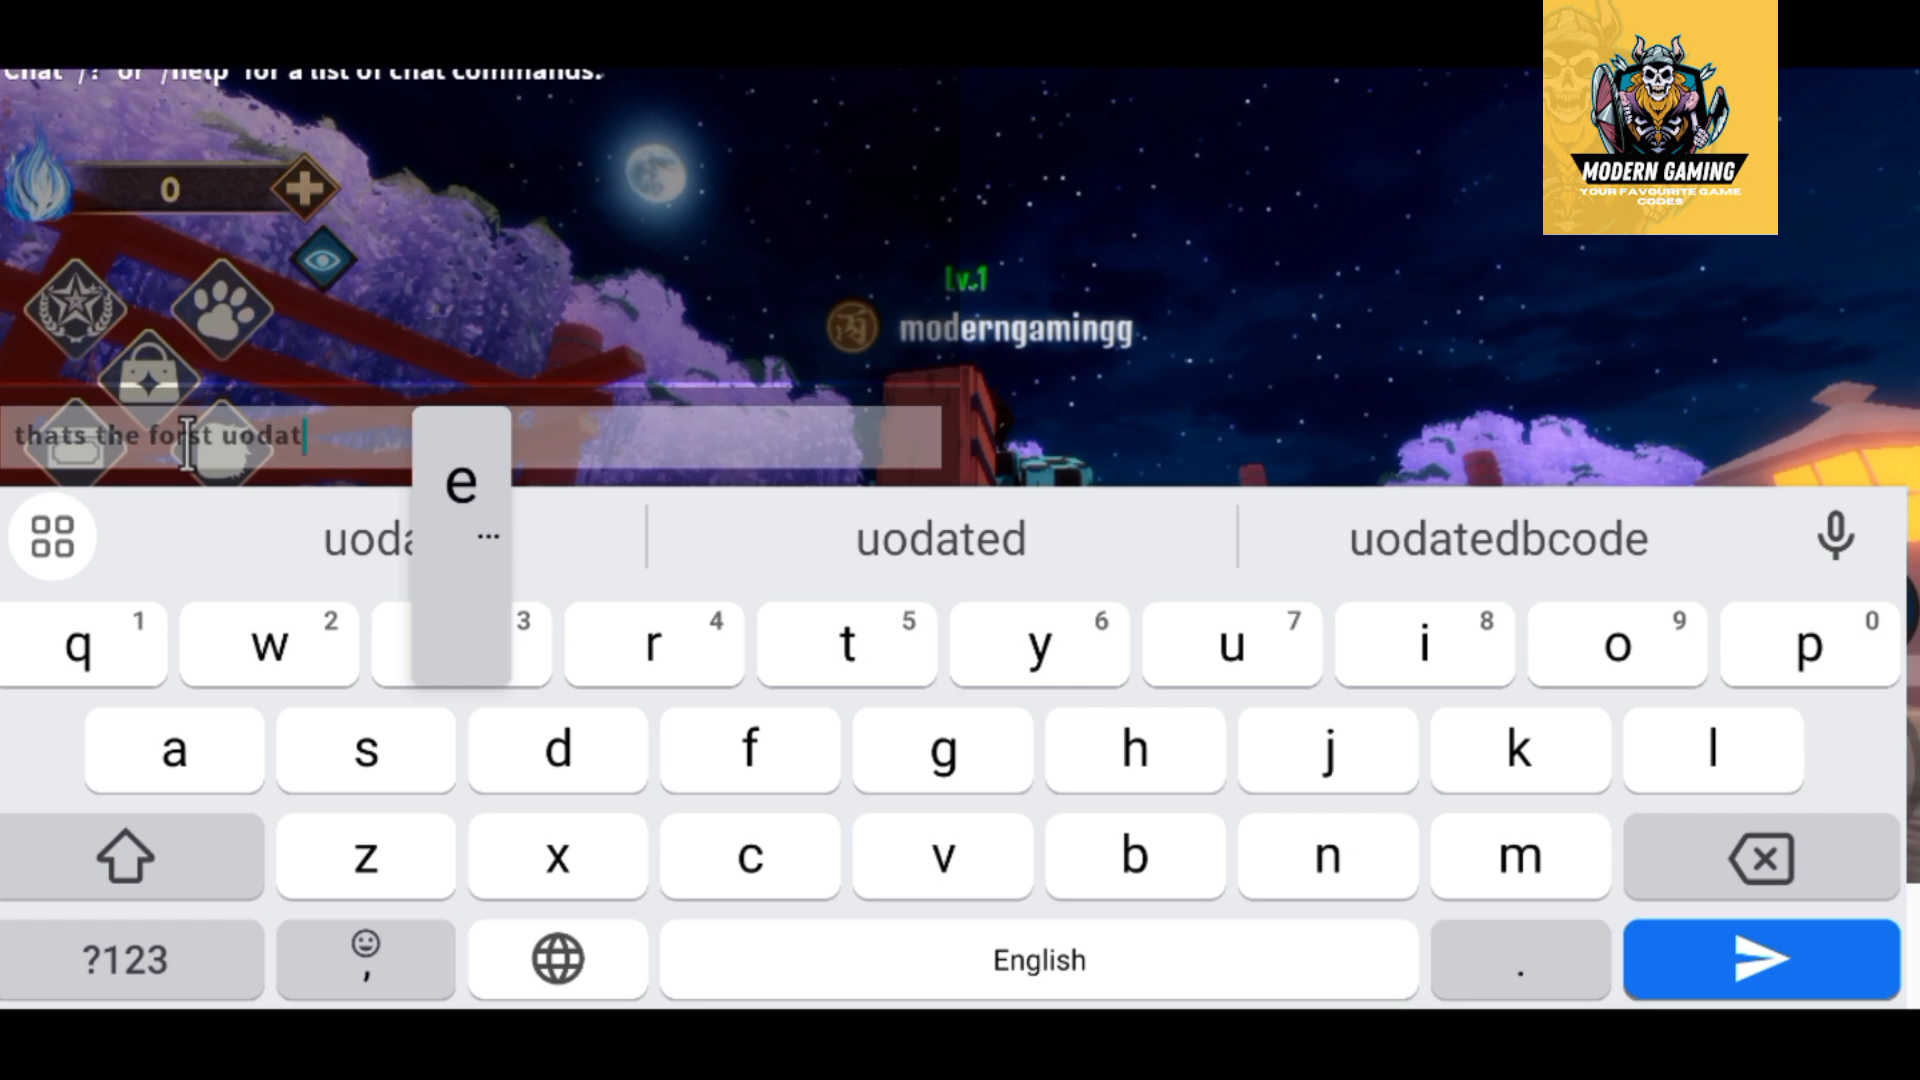 Chat '/?' or '/help' for a list of chat commands.
MODERN GAMING
YOUR FAVOURITE GAME
CODES
0
Lv.1
丙 moderngamingg
thats the forst uodat
e
...
uoda
uodated
uodatedbcode
q 1 w 2 3 r 4 t 5 y 6 u 7 i 8 o 9 p 0
a s d f g h j k l
z x c v b n m
?123 , English .